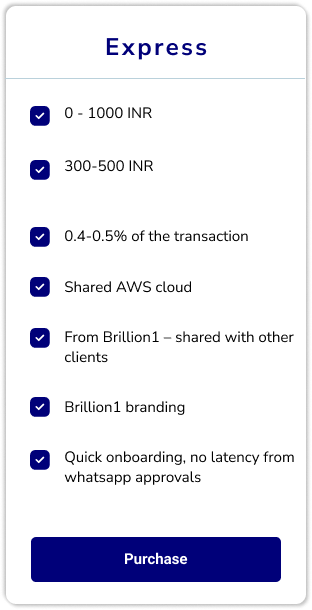 Express
0 - 1000 INR
300-500 INR
0.4-0.5% of the transaction
Shared AWS cloud
From Brillion1 – shared with other
clients
Brillion1 branding
Quick onboarding, no latency from
whatsapp approvals
Purchase